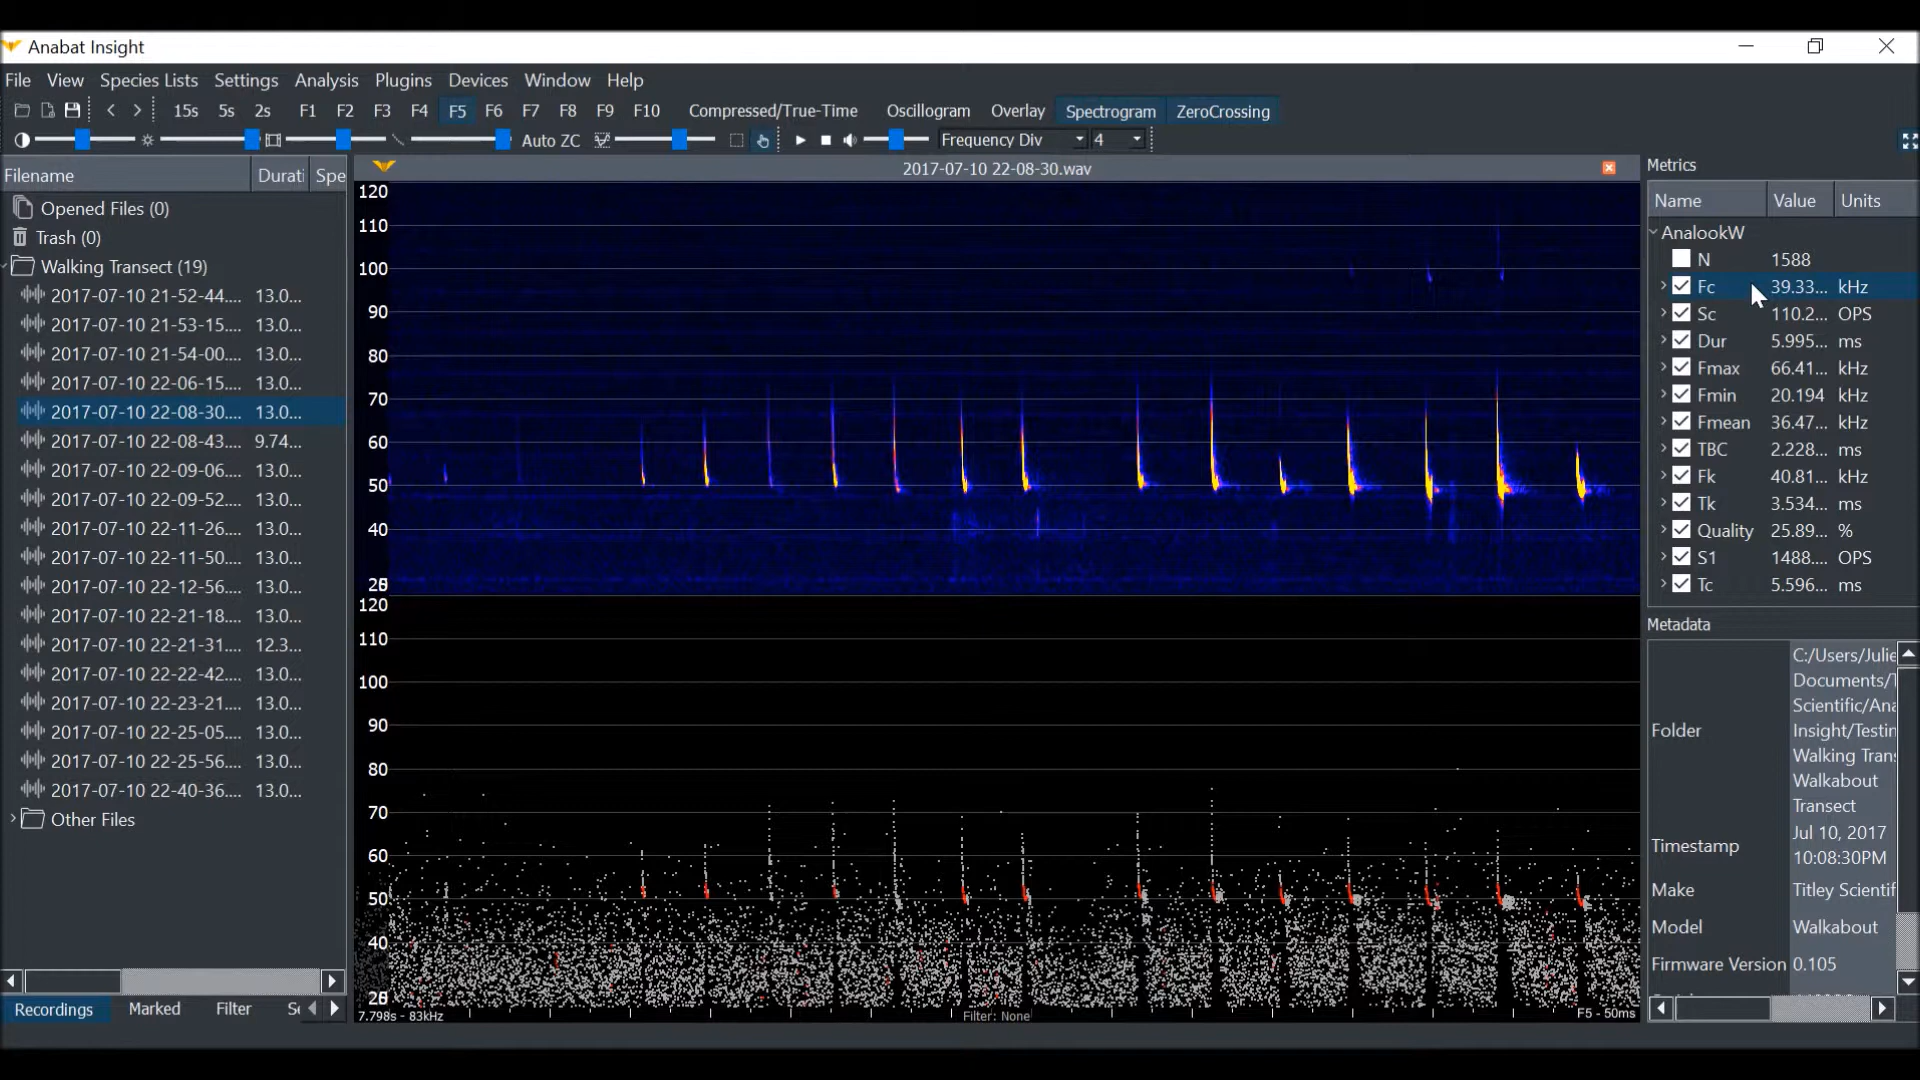 Anabat Insight
File View Species Lists Settings Analysis Plugins Devices Window Help
15s 5s 2s F1 F2 F3 F4 F5 F6 F7 F8 F9 F10 Compressed/True-Time Oscillogram Overlay Spectrogram ZeroCrossing
Auto ZC Frequency Div 4
Filename Durati Spe
Opened Files (0)
Trash (0)
Walking Transect (19)
2017-07-10 21-52-44.... 13.0...
2017-07-10 21-53-15.... 13.0...
2017-07-10 21-54-00.... 13.0...
2017-07-10 22-06-15.... 13.0...
2017-07-10 22-08-30.... 13.0...
2017-07-10 22-08-43.... 9.74...
2017-07-10 22-09-06.... 13.0...
2017-07-10 22-09-52.... 13.0...
2017-07-10 22-11-26.... 13.0...
2017-07-10 22-11-50.... 13.0...
2017-07-10 22-12-56.... 13.0...
2017-07-10 22-21-18.... 13.0...
2017-07-10 22-21-31.... 12.3...
2017-07-10 22-22-42.... 13.0...
2017-07-10 22-23-21.... 13.0...
2017-07-10 22-25-05.... 13.0...
2017-07-10 22-25-56.... 13.0...
2017-07-10 22-40-36.... 13.0...
Other Files
Recordings Marked Filter
2017-07-10 22-08-30.wav
120
110
100
90
80
70
60
50
40
120
110
100
90
80
70
60
50
40
7.798s - 83kHz Filter: None F5 - 50ms
Metrics
Name Value Units
AnalookW
N 1588
Fc 39.33... kHz
Sc 110.2... OPS
Dur 5.995... ms
Fmax 66.41... kHz
Fmin 20.194 kHz
Fmean 36.47... kHz
TBC 2.228... ms
Fk 40.81... kHz
Tk 3.534... ms
Quality 25.89... %
S1 1488.... OPS
Tc 5.596... ms
Metadata
Folder
C:/Users/Julie
Documents/T
Scientific/Ana
Insight/Testin
Walking Trans
Walkabout
Transect
Timestamp
Jul 10, 2017
10:08:30PM
Make Titley Scientif
Model Walkabout
Firmware Version 0.105